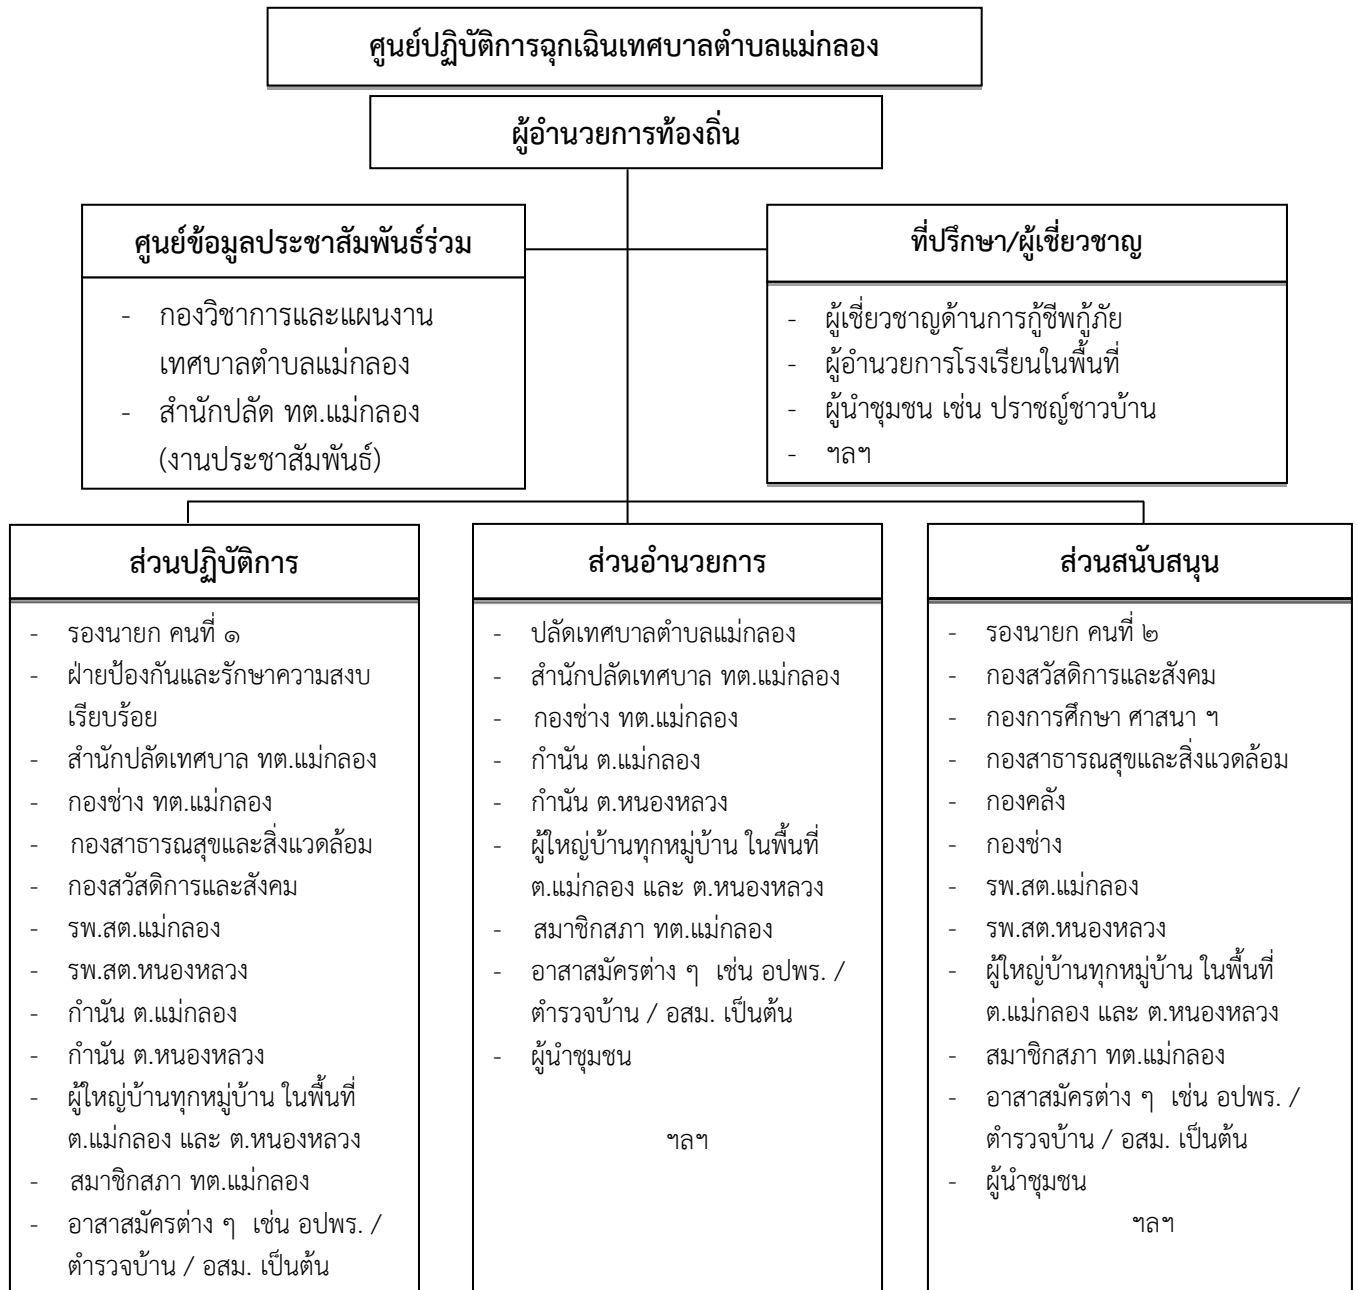 ศูนย์ปฏิบัติการฉุกเฉินเทศบาลตำบลแม่กลอง
ผู้อำนวยการท้องถิ่น
ศูนย์ข้อมูลประชาสัมพันธ์ร่วม
- กองวิชาการและแผนงาน
เทศบาลตำบลแม่กลอง
- สำนักปลัด ทต.แม่กลอง
(งานประชาสัมพันธ์)
ที่ปรึกษา/ผู้เชี่ยวชาญ
- ผู้เชี่ยวชาญด้านการกู้ชีพกู้ภัย
- ผู้อำนวยการโรงเรียนในพื้นที่
- ผู้นำชุมชน เช่น ปราชญ์ชาวบ้าน
- ฯลฯ
ส่วนปฏิบัติการ
- รองนายก คนที่ ๑
- ฝ่ายป้องกันและรักษาความสงบ
เรียบร้อย
- สำนักปลัดเทศบาล ทต.แม่กลอง
- กองช่าง ทต.แม่กลอง
- กองสาธารณสุขและสิ่งแวดล้อม
- กองสวัสดิการและสังคม
- รพ.สต.แม่กลอง
- รพ.สต.หนองหลวง
- กำนัน ต.แม่กลอง
- กำนัน ต.หนองหลวง
- ผู้ใหญ่บ้านทุกหมู่บ้าน ในพื้นที่
ต.แม่กลอง และ ต.หนองหลวง
- สมาชิกสภา ทต.แม่กลอง
- อาสาสมัครต่าง ๆ เช่น อปพร. /
ตำรวจบ้าน / อสม. เป็นต้น
ส่วนอำนวยการ
- ปลัดเทศบาลตำบลแม่กลอง
- สำนักปลัดเทศบาล ทต.แม่กลอง
- กองช่าง ทต.แม่กลอง
- กำนัน ต.แม่กลอง
- กำนัน ต.หนองหลวง
- ผู้ใหญ่บ้านทุกหมู่บ้าน ในพื้นที่
ต.แม่กลอง และ ต.หนองหลวง
- สมาชิกสภา ทต.แม่กลอง
- อาสาสมัครต่าง ๆ เช่น อปพร. /
ตำรวจบ้าน / อสม. เป็นต้น
- ผู้นำชุมชน
ฯลฯ
ส่วนสนับสนุน
- รองนายก คนที่ ๒
- กองสวัสดิการและสังคม
- กองการศึกษา ศาสนา ฯ
- กองสาธารณสุขและสิ่งแวดล้อม
- กองคลัง
- กองช่าง
- รพ.สต.แม่กลอง
- รพ.สต.หนองหลวง
- ผู้ใหญ่บ้านทุกหมู่บ้าน ในพื้นที่
ต.แม่กลอง และ ต.หนองหลวง
- สมาชิกสภา ทต.แม่กลอง
- อาสาสมัครต่าง ๆ เช่น อปพร. /
ตำรวจบ้าน / อสม. เป็นต้น
- ผู้นำชุมชน
ฯลฯ